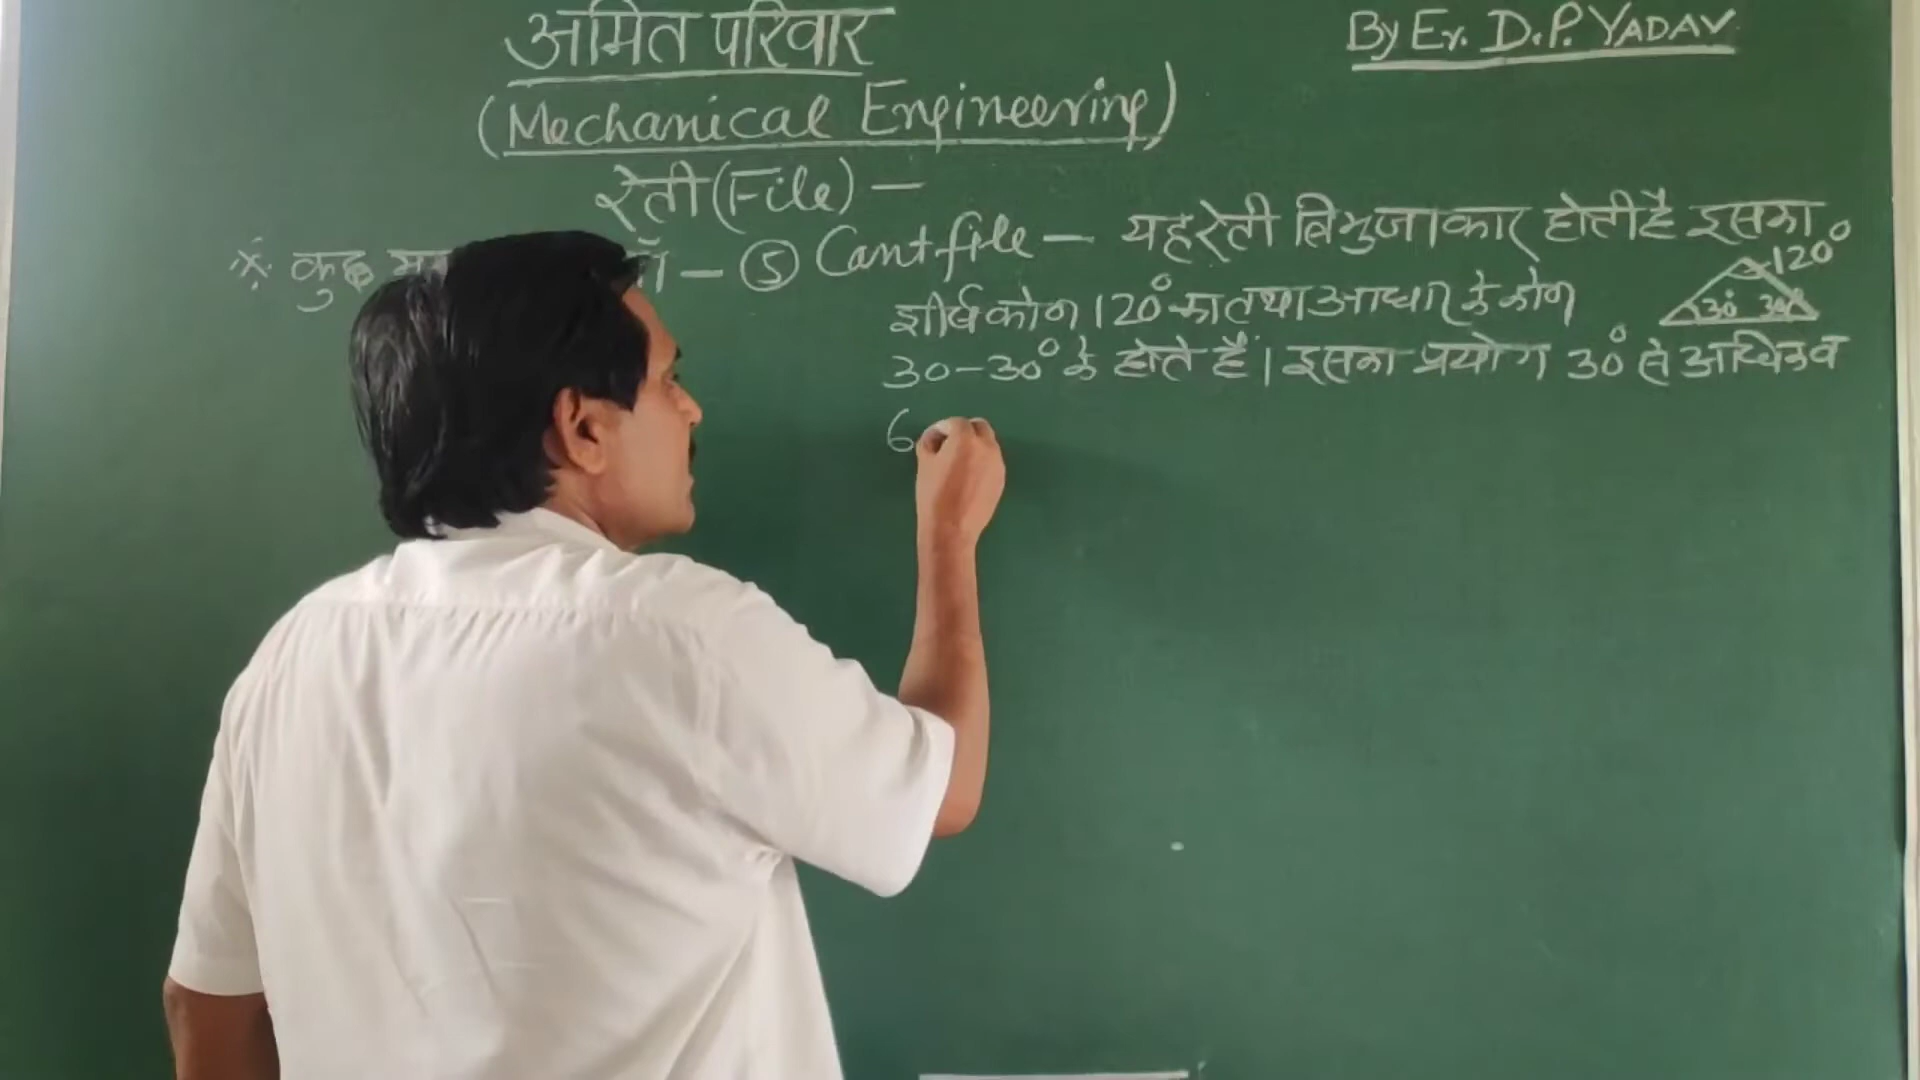 अमित परिवार
By Er. D.P. YADAV
(Mechanical Engineering)
रेती (File) —
* कुछ — ⑤ Cant file — यह रेती त्रिभुजाकार होती है इसका
शीर्ष कोण 120° का तथा आधार के कोण
120°
30° 30°
30-30° के होते हैं। इसका प्रयोग 30° से अधिक व
6